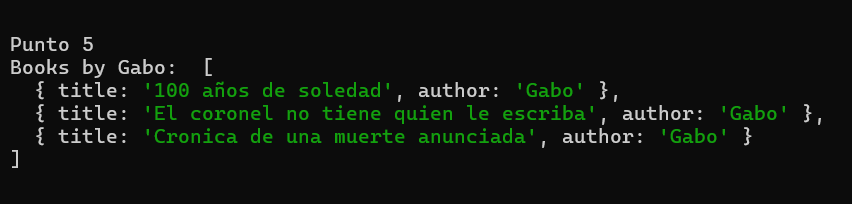 Punto 5
Books by Gabo:  [
  { title: '100 años de soledad', author: 'Gabo' },
  { title: 'El coronel no tiene quien le escriba', author: 'Gabo' },
  { title: 'Cronica de una muerte anunciada', author: 'Gabo' }
]